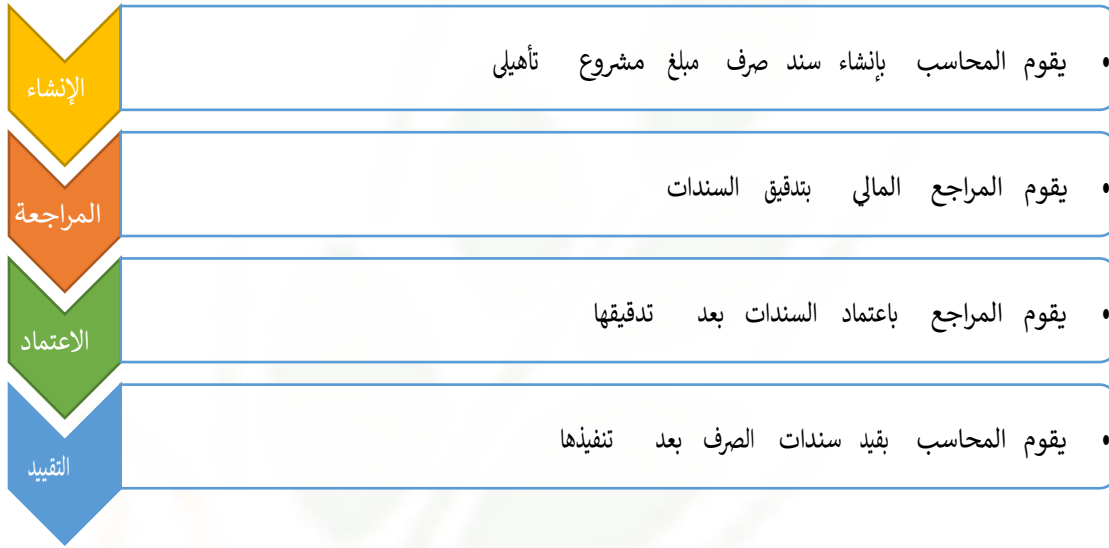 الإنشاء
• يقوم المحاسب بإنشاء سند صرف مبلغ مشروع تأهيلى
المراجعة
• يقوم المراجع المالي بتدقيق السندات
الاعتماد
• يقوم المراجع باعتماد السندات بعد تدقيقها
التقييد
• يقوم المحاسب بقيد سندات الصرف بعد تنفيذها